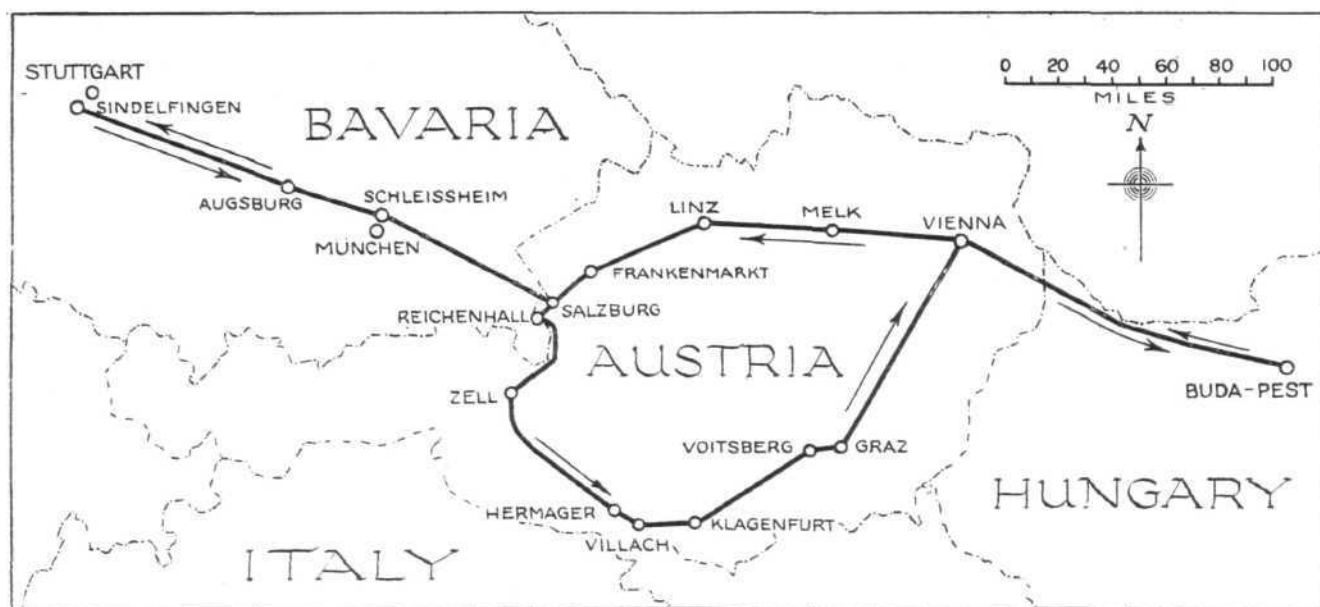 STUTTGART
SINDELFINGEN
BAVARIA
AUGSBURG
SCHLEISSHEIM
MÜNCHEN
0 20 40 60 80 100
MILES
N
LINZ
MELK
VIENNA
FRANKENMARKT
REICHENHALL
SALZBURG
AUSTRIA
ZELL
BUDA-PEST
VOITSBERG
GRAZ
HUNGARY
HERMAGER
VILLACH
KLAGENFURT
ITALY